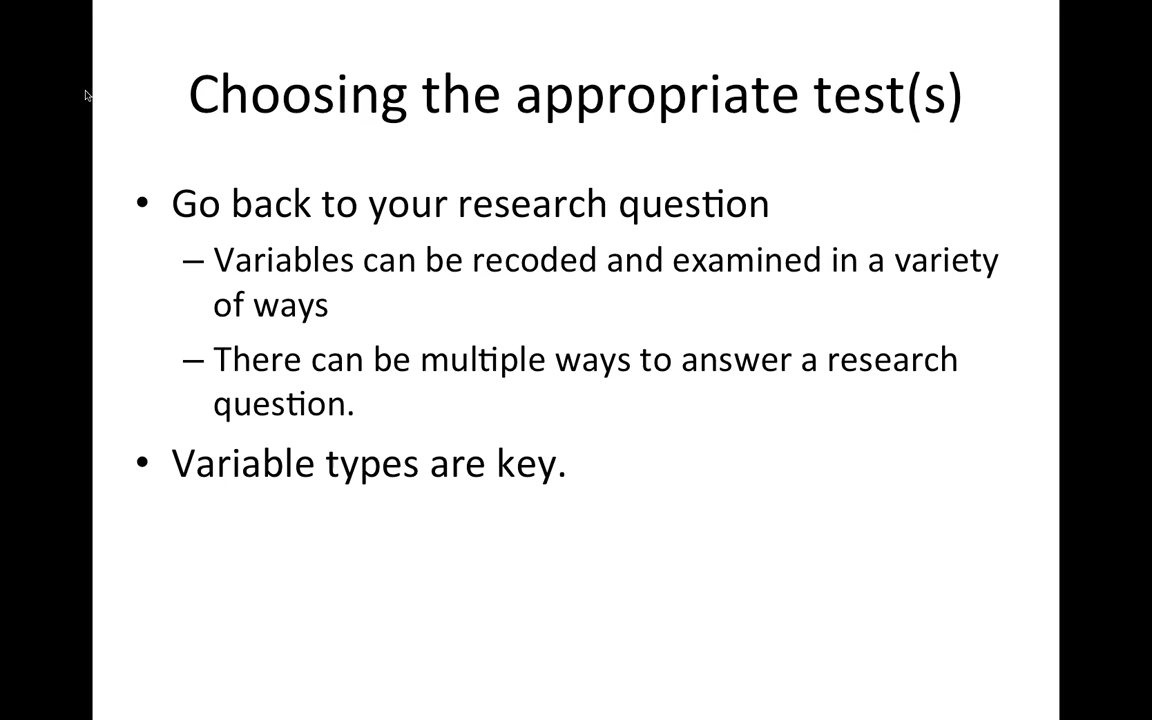 Choosing the appropriate test(s)
• Go back to your research question
– Variables can be recoded and examined in a variety
of ways
– There can be multiple ways to answer a research
question.
• Variable types are key.